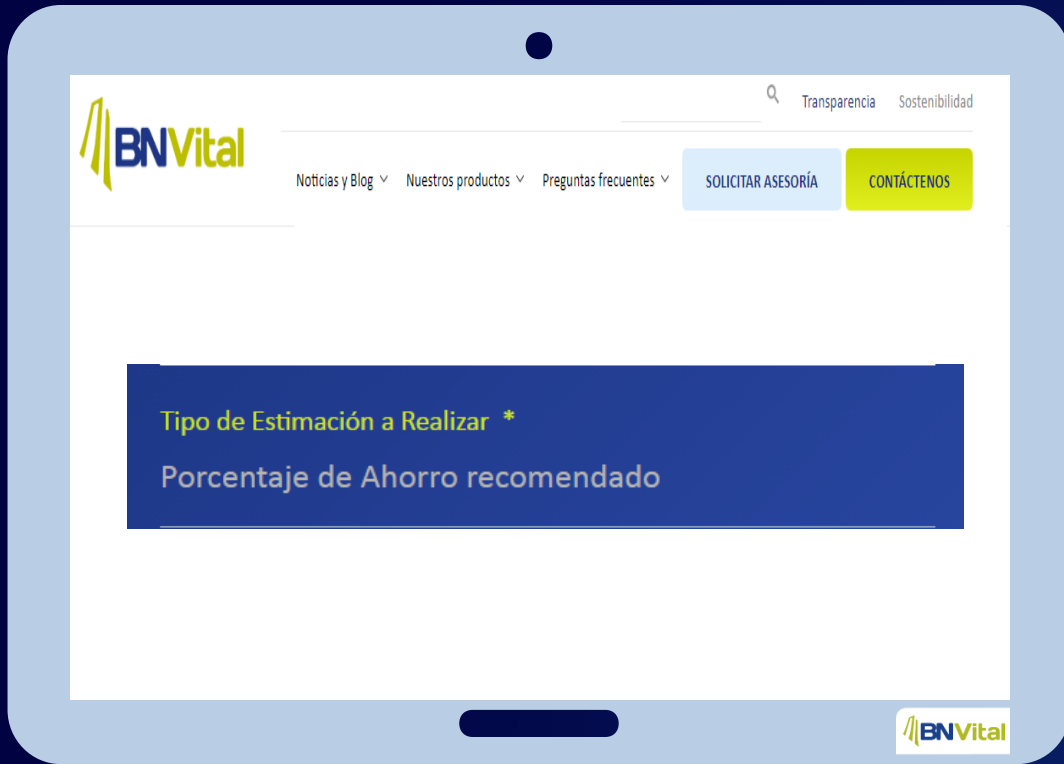 BNVital
Transparencia Sostenibilidad
Noticias y Blog Nuestros productos Preguntas frecuentes SOLICITAR ASESORÍA CONTÁCTENOS
Tipo de Estimación a Realizar *
Porcentaje de Ahorro recomendado
BNVital